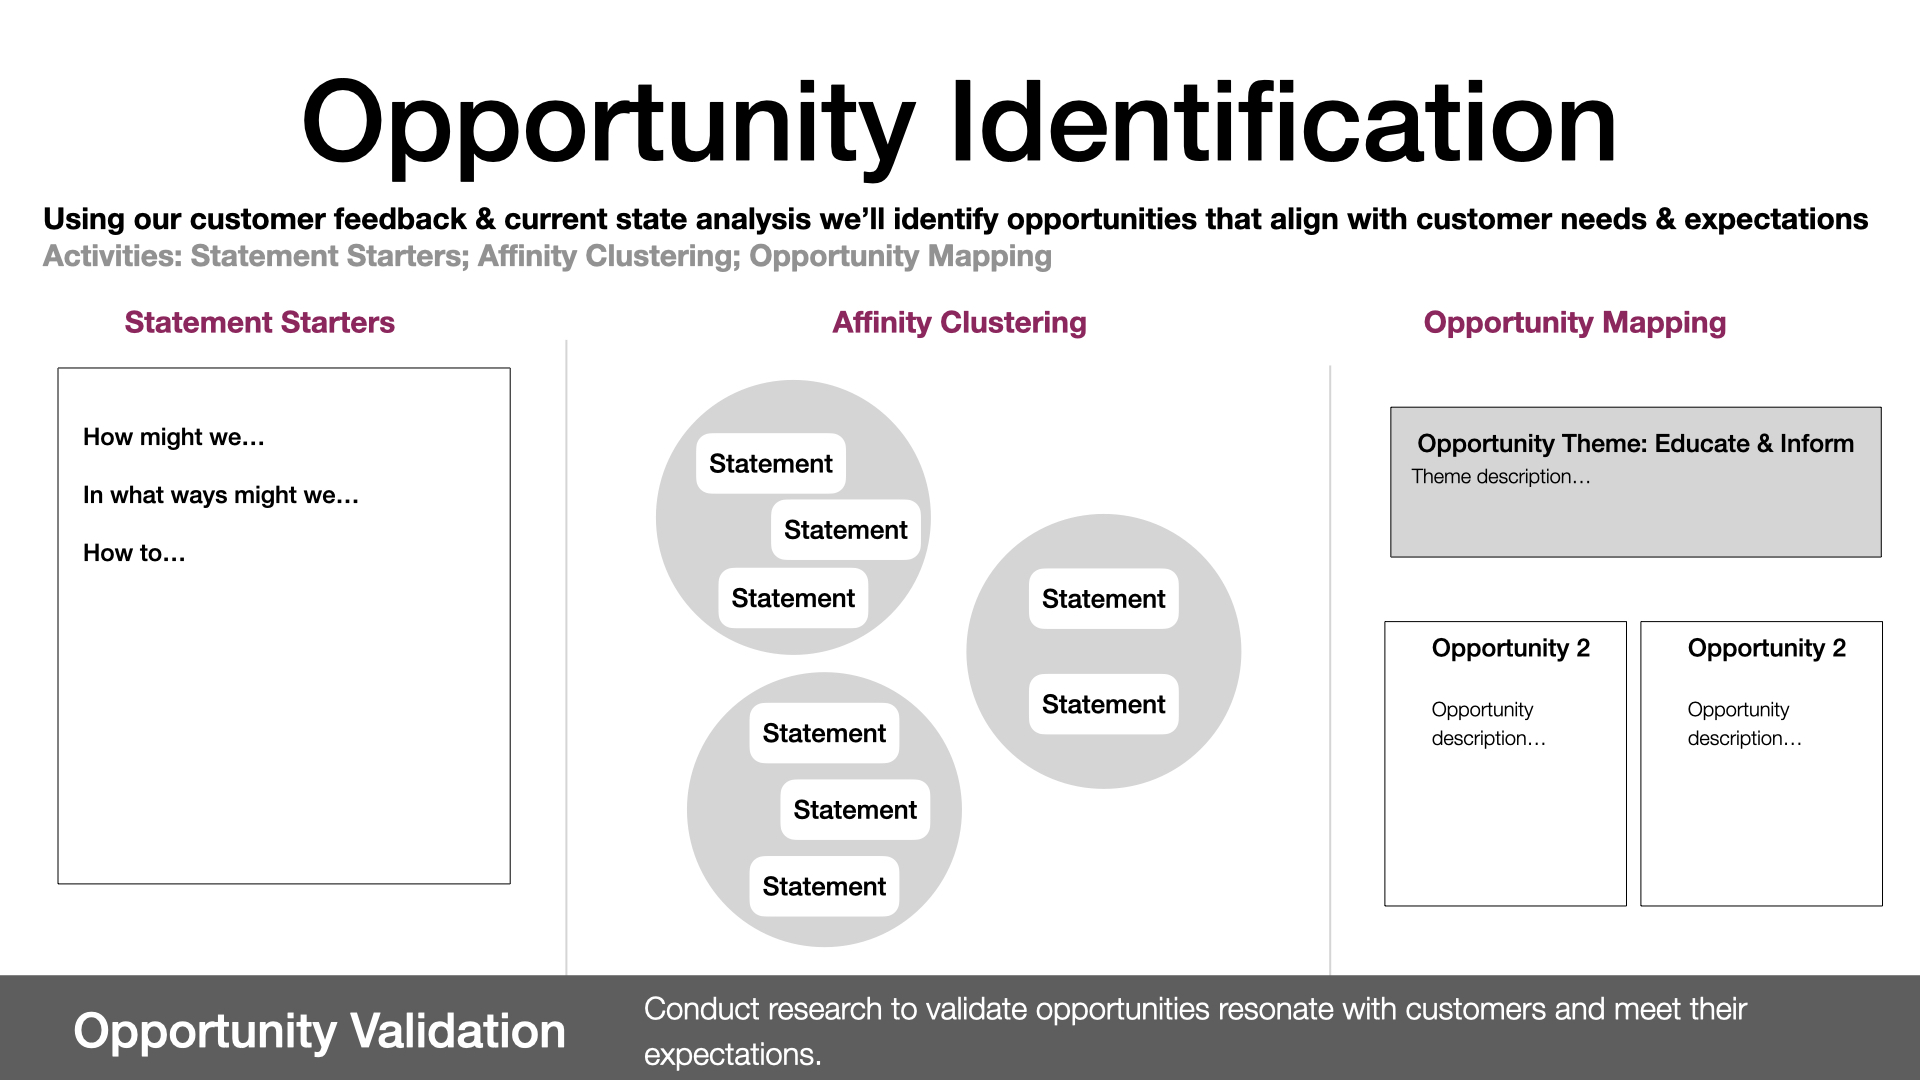 Opportunity Identification
Using our customer feedback & current state analysis we’ll identify opportunities that align with customer needs & expectations
Activities: Statement Starters; Affinity Clustering; Opportunity Mapping
Statement Starters
How might we…
In what ways might we…
How to…
Affinity Clustering
Statement
Statement
Statement
Statement
Statement
Statement
Statement
Statement
Opportunity Mapping
Opportunity Theme: Educate & Inform
Theme description…
Opportunity 2
Opportunity
description…
Opportunity 2
Opportunity
description…
Opportunity Validation
Conduct research to validate opportunities resonate with customers and meet their
expectations.